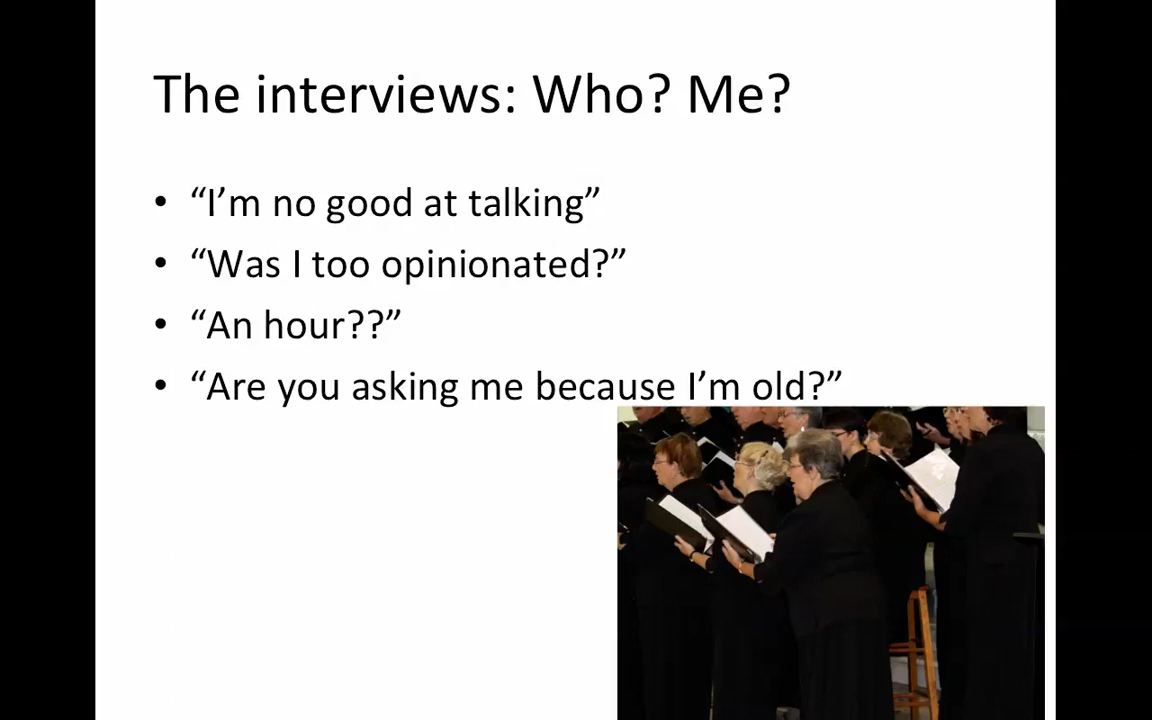 The interviews: Who? Me?
• “I’m no good at talking”
• “Was I too opinionated?”
• “An hour??”
• “Are you asking me because I’m old?”